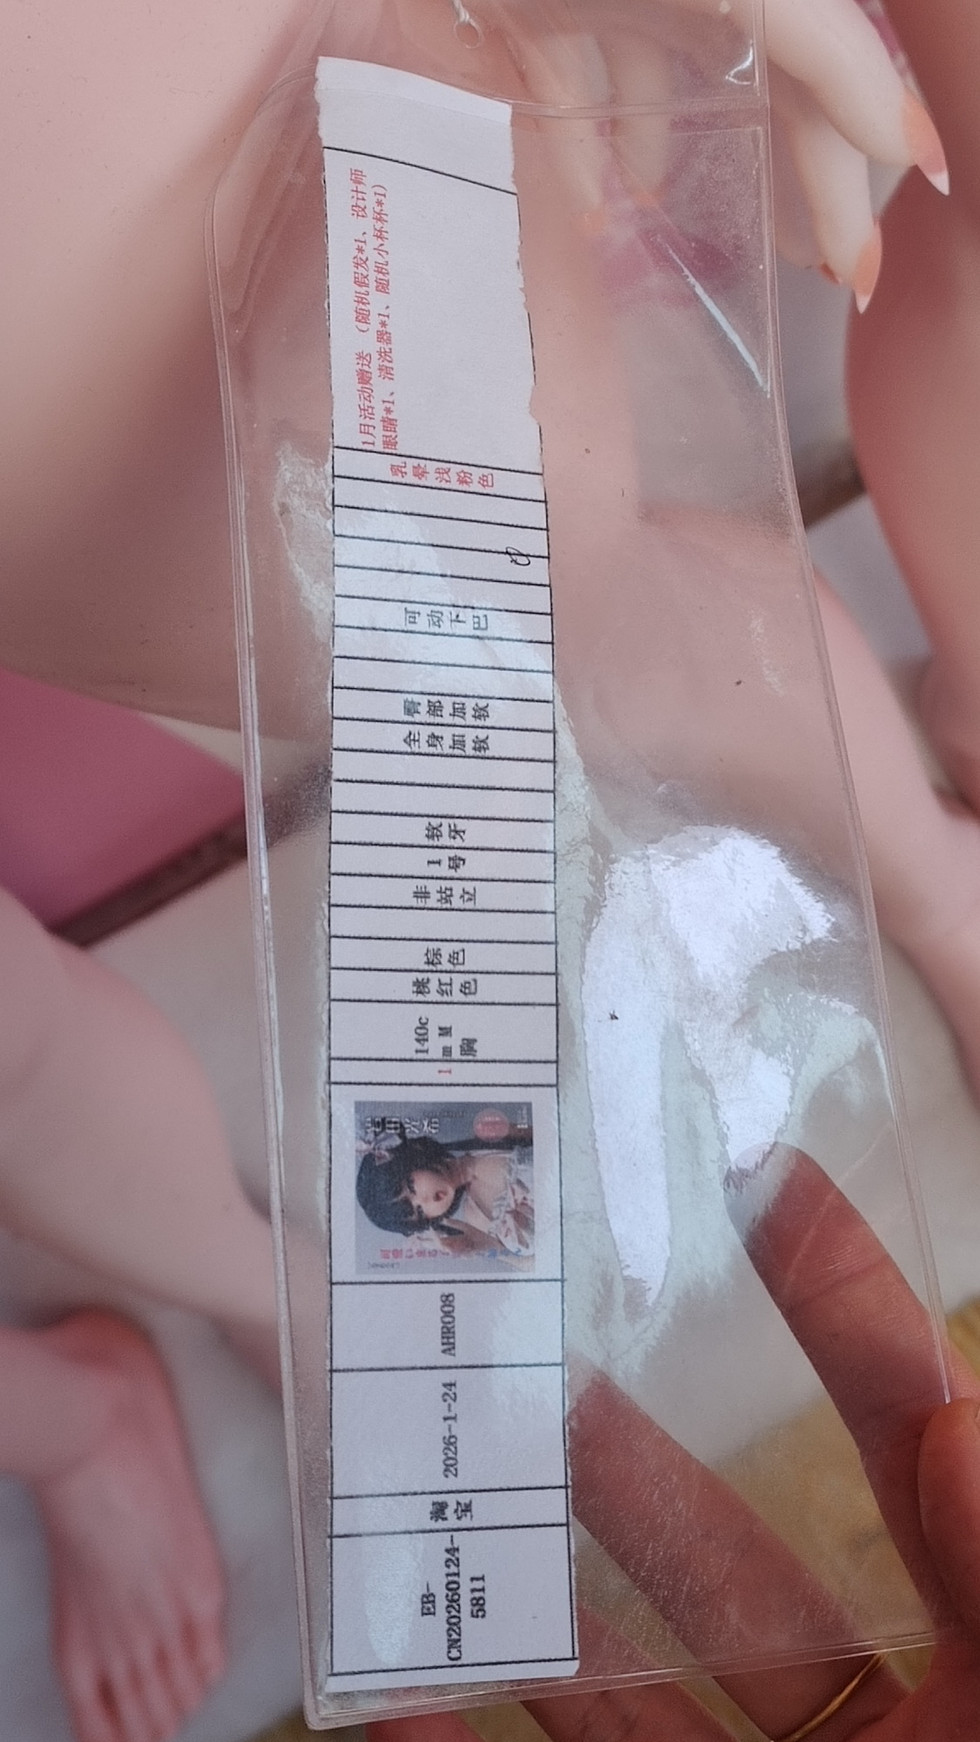 EB-
CN20260124-
5811
淘
宝
2026-1-24
AHR008
1
140c
m M
胸
桃
红
色
棕
色
非
站
立
1
号
软
牙
全
身
加
软
臀
部
加
软
可
动
下
巴
乳
晕
浅
粉
色
1月活动赠送 (随机假发*1、设计师
眼睛*1、清洗器*1、随机小杯杯*1)